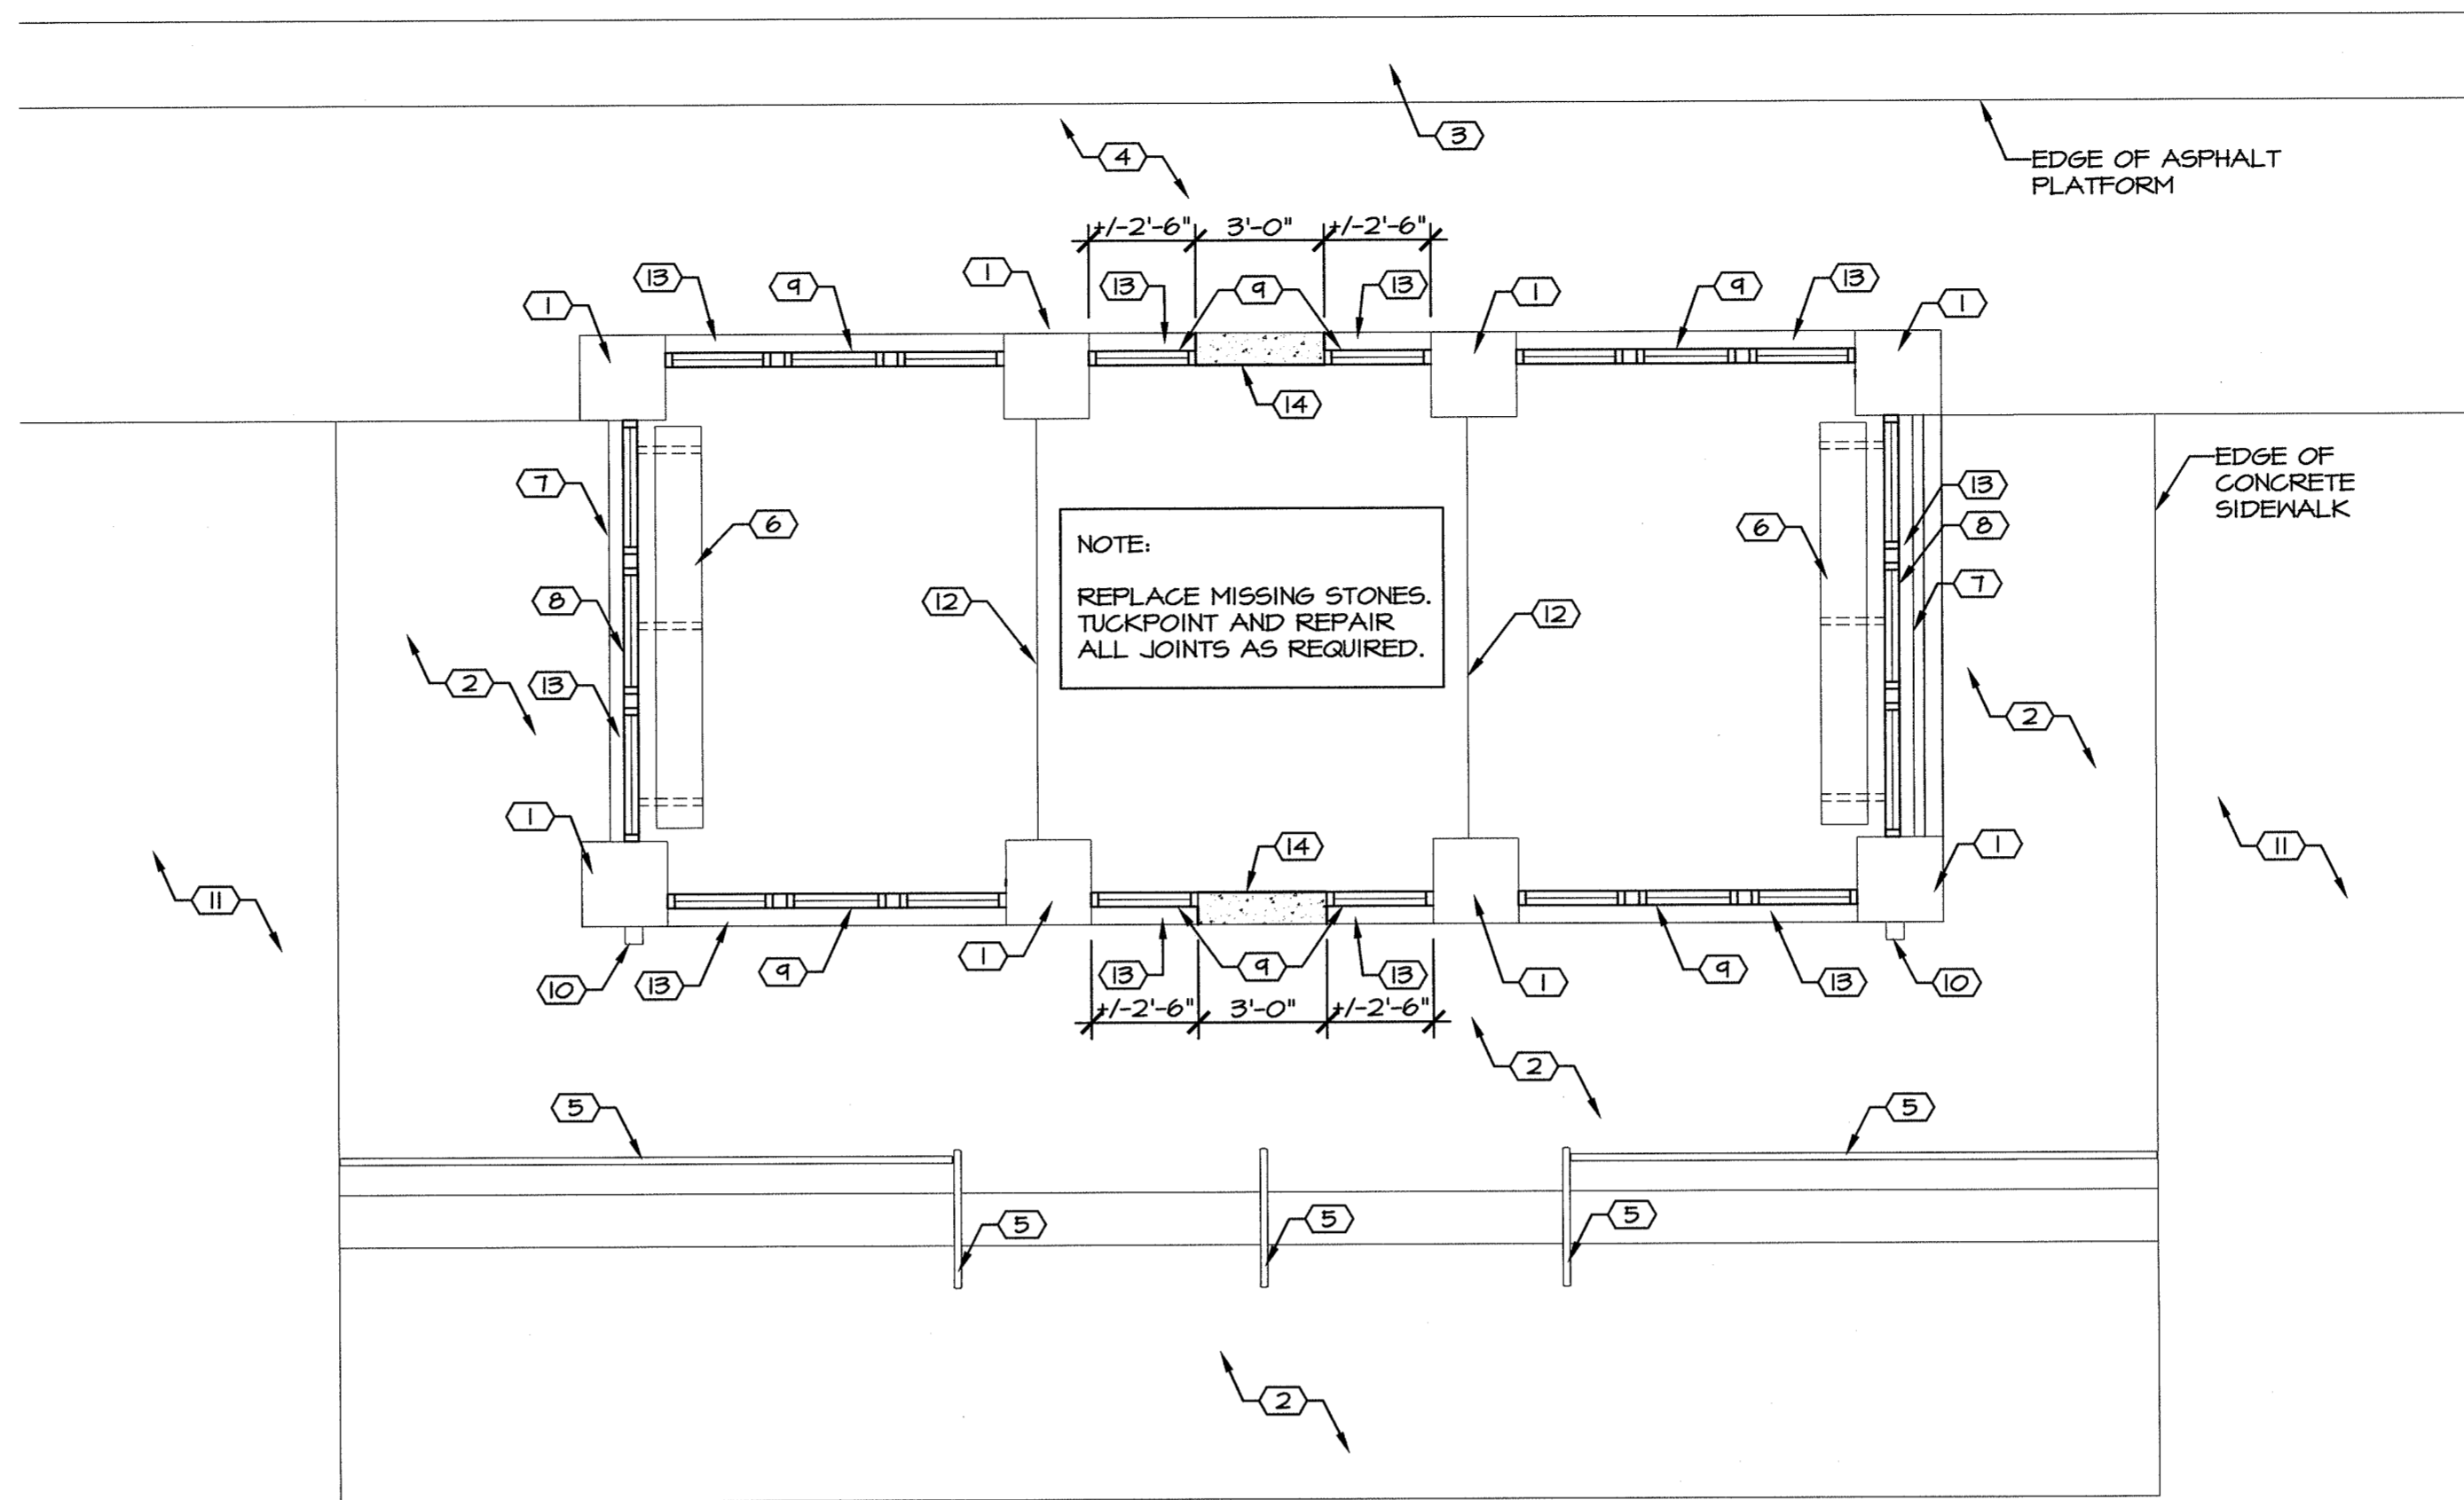 3
4
EDGE OF ASPHALT
PLATFORM
+/-2'-6" 3'-0" +/-2'-6"
1 13 9 1 13 9 13 1 9 13 1
14
7 6 6 13 8 7
EDGE OF
CONCRETE
SIDEWALK
NOTE:
REPLACE MISSING STONES.
TUCKPOINT AND REPAIR
ALL JOINTS AS REQUIRED.
8 12 12
2 13 2
1 14 1
11 11
10 13 9 1 13 9 13 1 9 13 10
+/-2'-6" 3'-0" +/-2'-6"
2
5 5
5 5 5
2